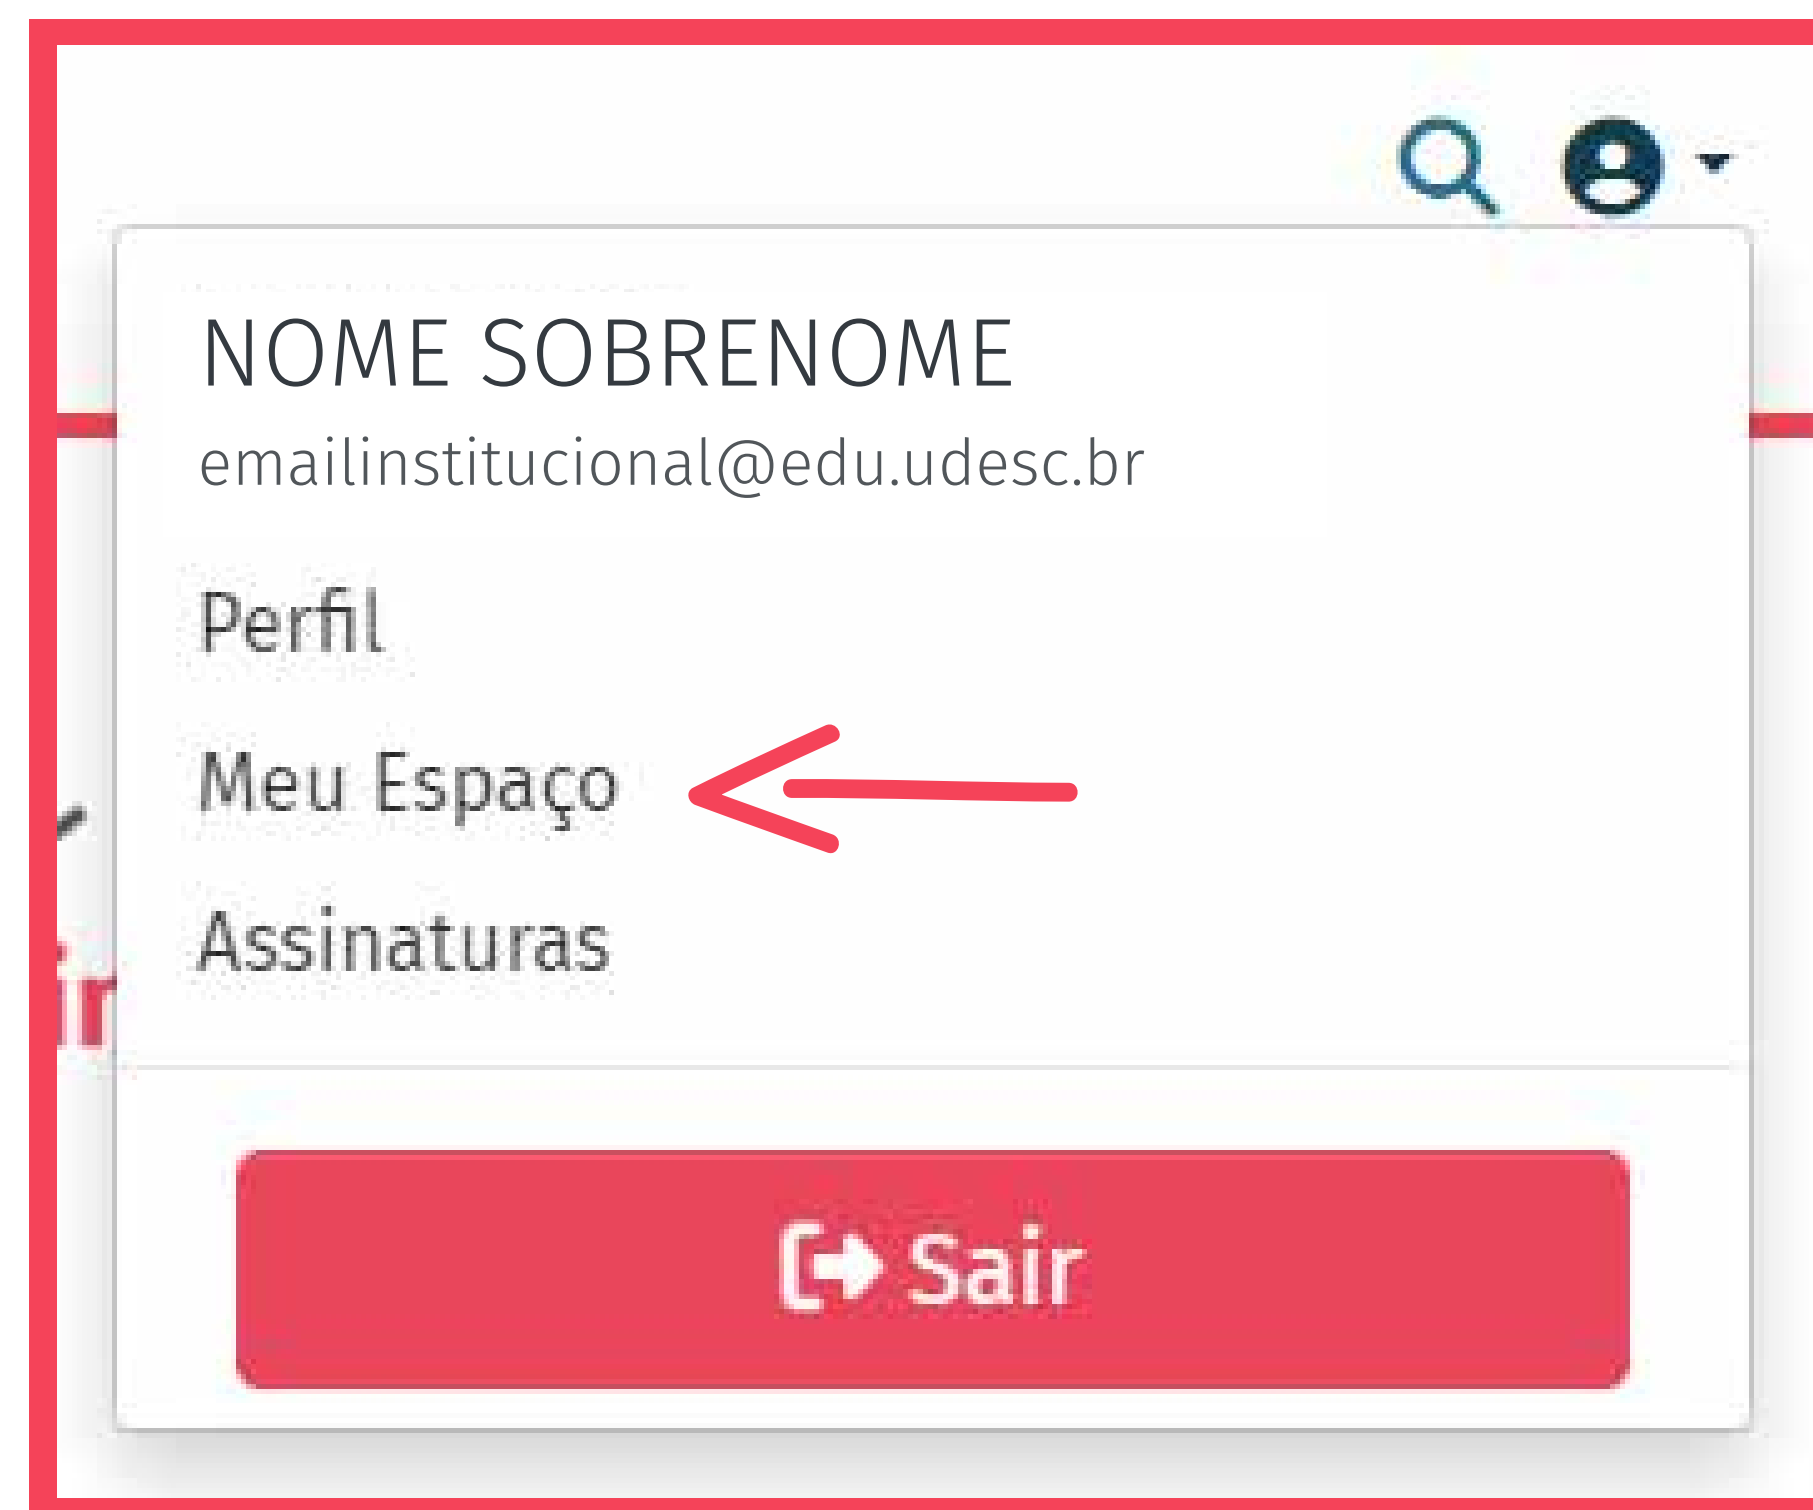 NOME SOBRENOME
emailinstitucional@edu.udesc.br
Perfil
Meu Espaço
Assinaturas
Sair